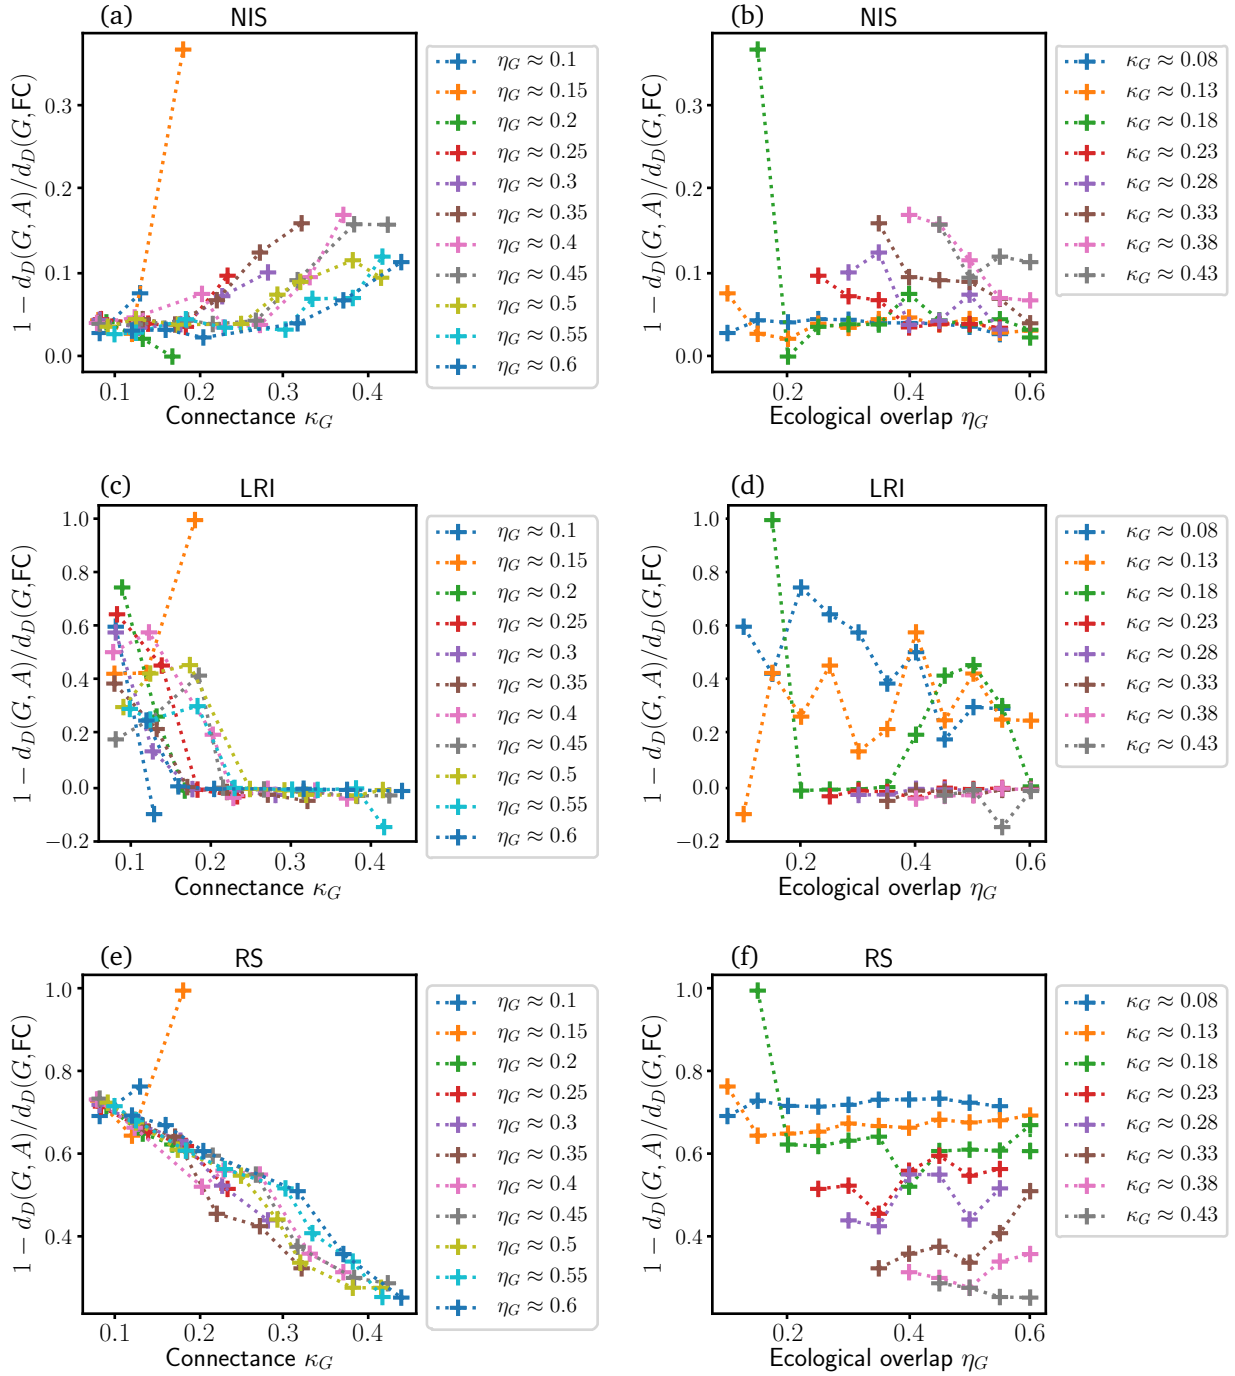 (a) NIS
1 − d_D(G, A)/d_D(G,FC)
0.3
0.2
0.1
0.0
0.1 0.2 0.3 0.4
Connectance κ_G
η_G ≈ 0.1
η_G ≈ 0.15
η_G ≈ 0.2
η_G ≈ 0.25
η_G ≈ 0.3
η_G ≈ 0.35
η_G ≈ 0.4
η_G ≈ 0.45
η_G ≈ 0.5
η_G ≈ 0.55
η_G ≈ 0.6
(b) NIS
1 − d_D(G, A)/d_D(G,FC)
0.3
0.2
0.1
0.0
0.2 0.4 0.6
Ecological overlap η_G
κ_G ≈ 0.08
κ_G ≈ 0.13
κ_G ≈ 0.18
κ_G ≈ 0.23
κ_G ≈ 0.28
κ_G ≈ 0.33
κ_G ≈ 0.38
κ_G ≈ 0.43
(c) LRI
1 − d_D(G, A)/d_D(G,FC)
1.0
0.8
0.6
0.4
0.2
0.0
−0.2
0.1 0.2 0.3 0.4
Connectance κ_G
η_G ≈ 0.1
η_G ≈ 0.15
η_G ≈ 0.2
η_G ≈ 0.25
η_G ≈ 0.3
η_G ≈ 0.35
η_G ≈ 0.4
η_G ≈ 0.45
η_G ≈ 0.5
η_G ≈ 0.55
η_G ≈ 0.6
(d) LRI
1 − d_D(G, A)/d_D(G,FC)
1.0
0.8
0.6
0.4
0.2
0.0
−0.2
0.2 0.4 0.6
Ecological overlap η_G
κ_G ≈ 0.08
κ_G ≈ 0.13
κ_G ≈ 0.18
κ_G ≈ 0.23
κ_G ≈ 0.28
κ_G ≈ 0.33
κ_G ≈ 0.38
κ_G ≈ 0.43
(e) RS
1 − d_D(G, A)/d_D(G,FC)
1.0
0.8
0.6
0.4
0.1 0.2 0.3 0.4
Connectance κ_G
η_G ≈ 0.1
η_G ≈ 0.15
η_G ≈ 0.2
η_G ≈ 0.25
η_G ≈ 0.3
η_G ≈ 0.35
η_G ≈ 0.4
η_G ≈ 0.45
η_G ≈ 0.5
η_G ≈ 0.55
η_G ≈ 0.6
(f) RS
1 − d_D(G, A)/d_D(G,FC)
1.0
0.8
0.6
0.4
0.2 0.4 0.6
Ecological overlap η_G
κ_G ≈ 0.08
κ_G ≈ 0.13
κ_G ≈ 0.18
κ_G ≈ 0.23
κ_G ≈ 0.28
κ_G ≈ 0.33
κ_G ≈ 0.38
κ_G ≈ 0.43